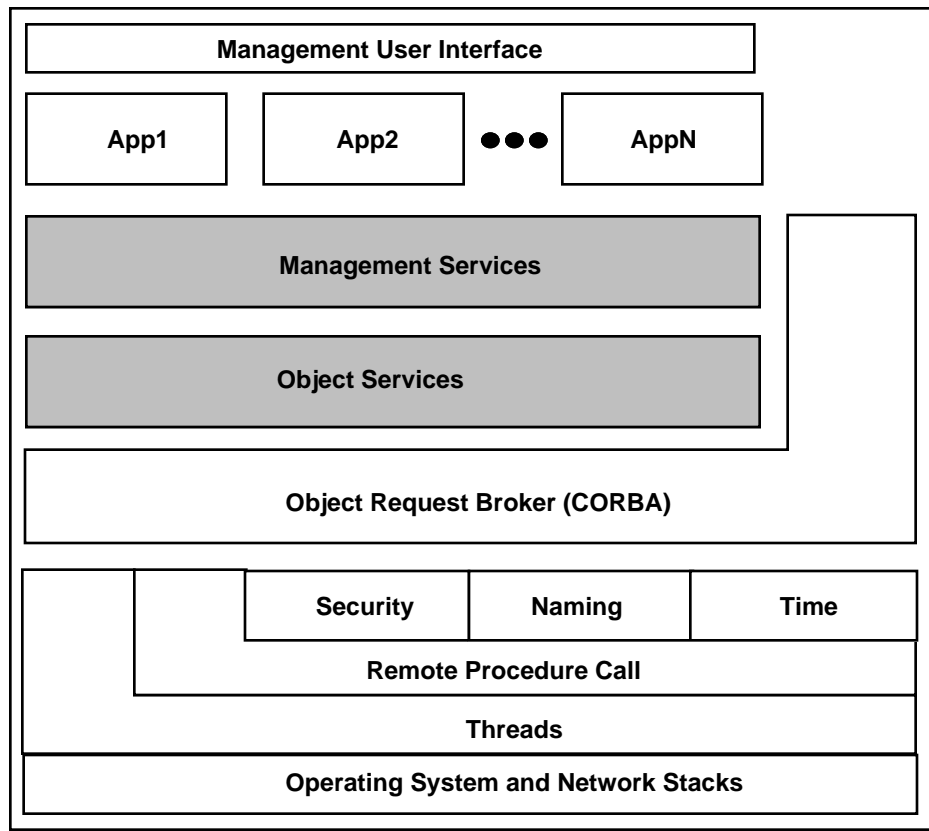 Management User Interface
App1
App2
AppN
Management Services
Object Services
Object Request Broker (CORBA)
Security
Naming
Time
Remote Procedure Call
Threads
Operating System and Network Stacks